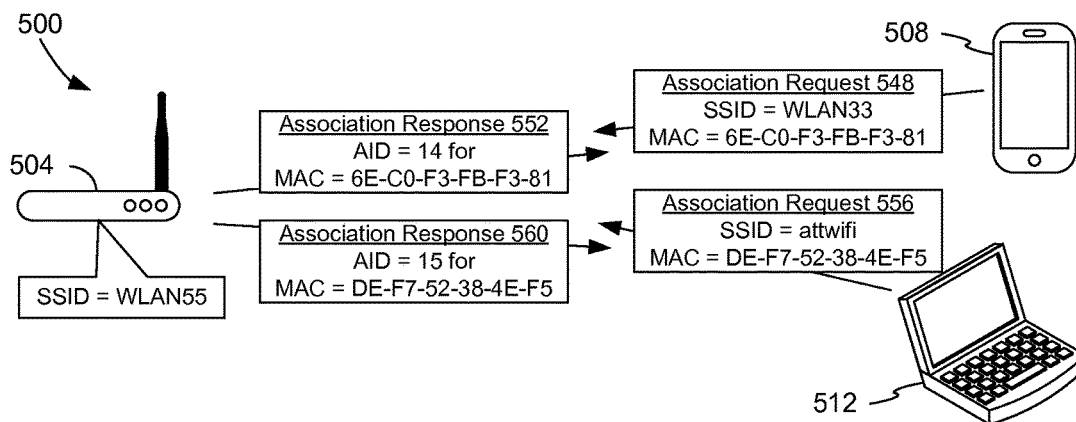 500
508
Association Request 548
SSID = WLAN33
MAC = 6E-C0-F3-FB-F3-81
Association Response 552
AID = 14 for
MAC = 6E-C0-F3-FB-F3-81
504
Association Request 556
SSID = attwifi
MAC = DE-F7-52-38-4E-F5
Association Response 560
AID = 15 for
MAC = DE-F7-52-38-4E-F5
SSID = WLAN55
512